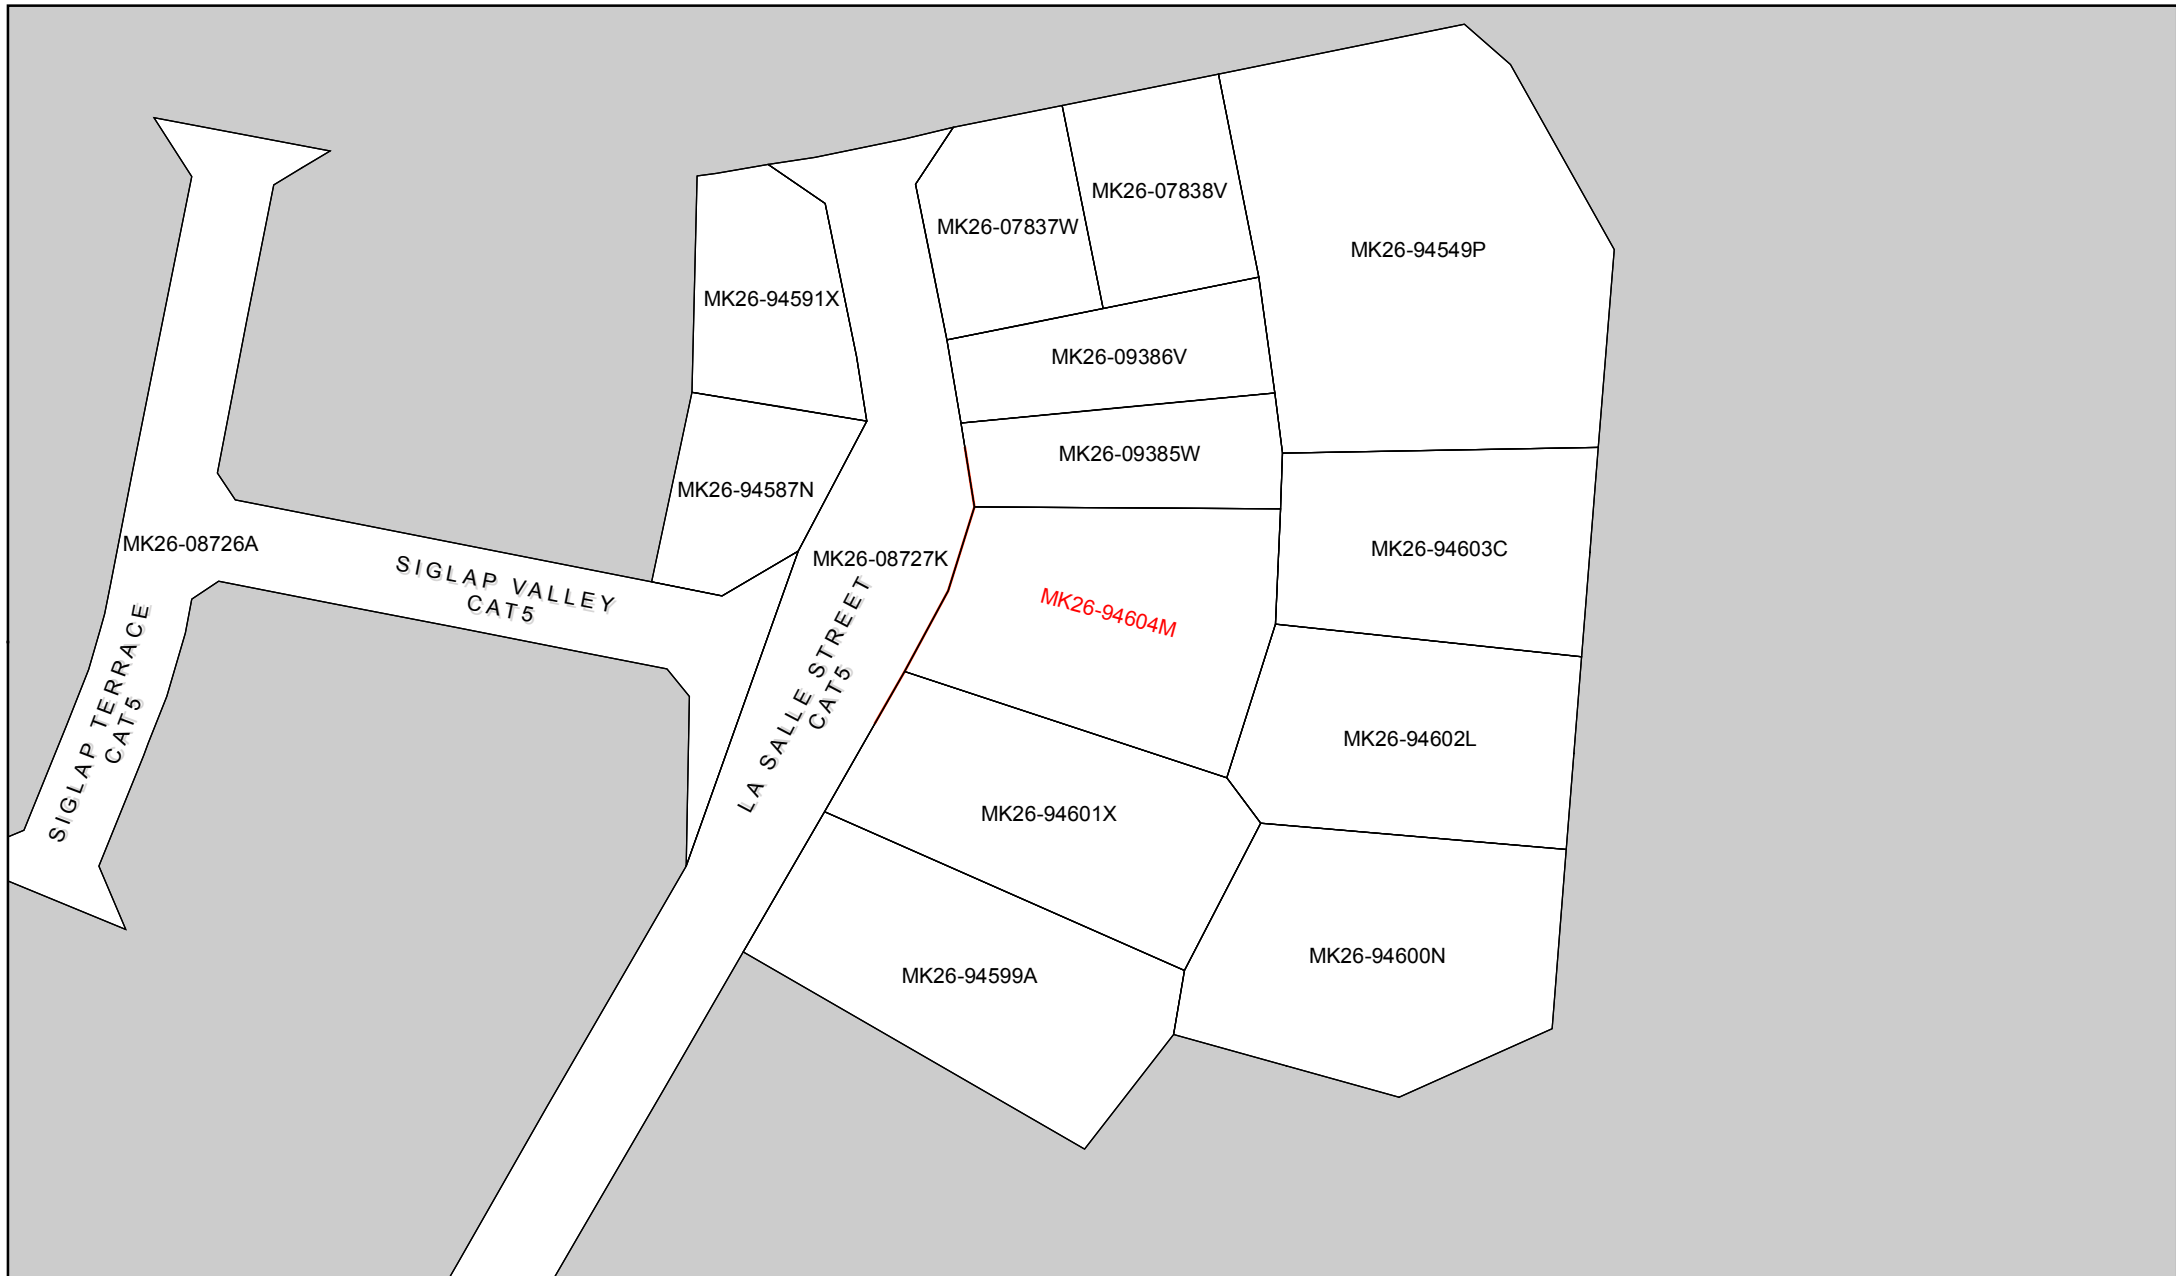 MK26-07838V
MK26-07837W
MK26-94549P
MK26-94591X
MK26-09386V
MK26-09385W
MK26-94587N
MK26-08726A
MK26-08727K
MK26-94603C
SIGLAP VALLEY
CAT5
MK26-94604M
SIGLAP TERRACE
CAT5
LA SALLE STREET
CAT5
MK26-94602L
MK26-94601X
MK26-94600N
MK26-94599A